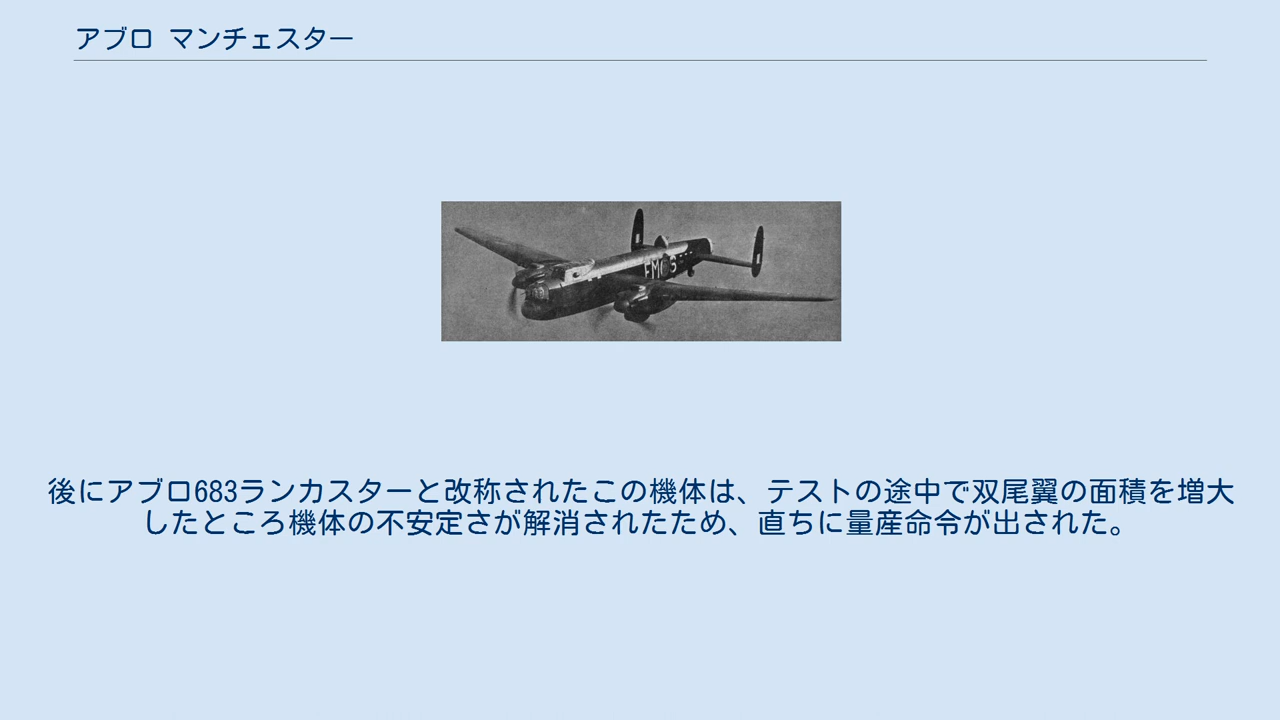 アブロ マンチェスター
EM S
後にアブロ683ランカスターと改称されたこの機体は、テストの途中で双尾翼の面積を増大
したところ機体の不安定さが解消されたため、直ちに量産命令が出された。